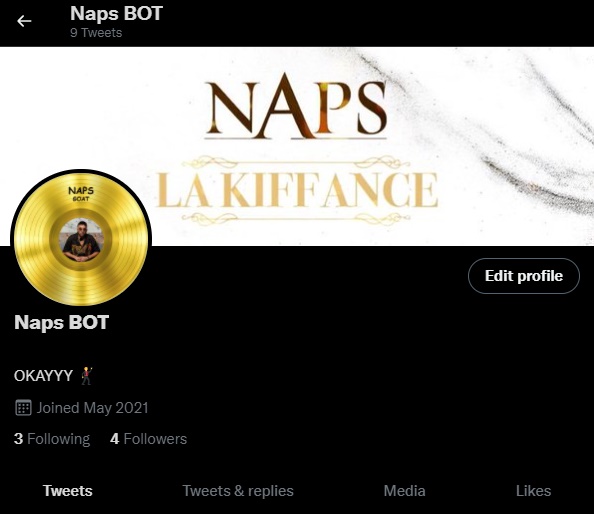 Naps BOT
9 Tweets
NAPS
LA KIFFANCE
NAPS
GOAT
Edit profile
Naps BOT
OKAYYY
Joined May 2021
3 Following 4 Followers
Tweets Tweets & replies Media Likes